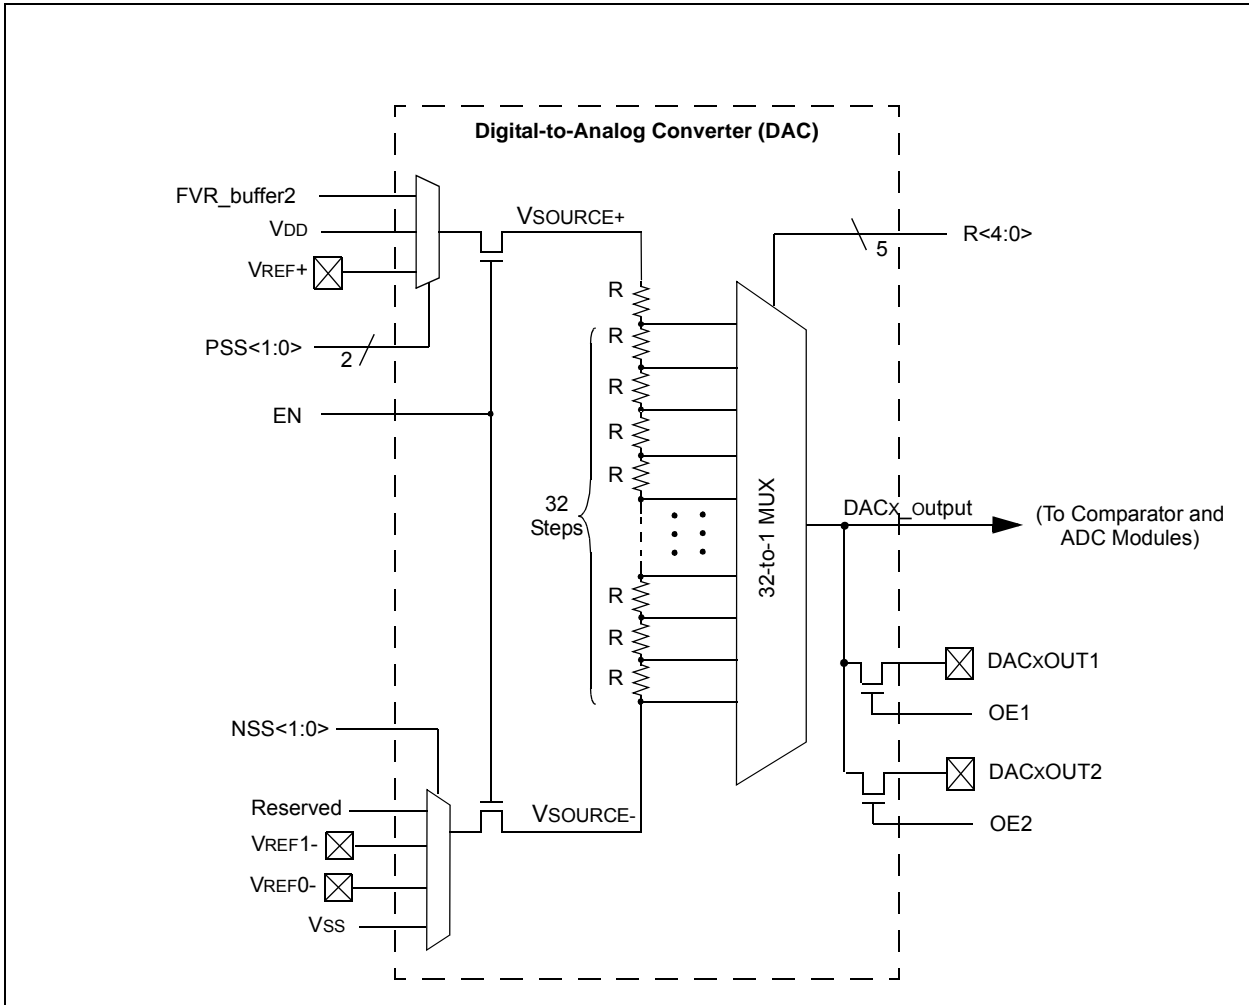 Digital-to-Analog Converter (DAC)
FVR_buffer2
VDD
VREF+
PSS<1:0>
2
EN
VSOURCE+
R<4:0>
5
R
R
R
R
R
32
Steps
R
R
R
32-to-1 MUX
DACx_output
(To Comparator and
ADC Modules)
DACxOUT1
OE1
DACxOUT2
OE2
NSS<1:0>
Reserved
VREF1-
VREF0-
VSS
VSOURCE-